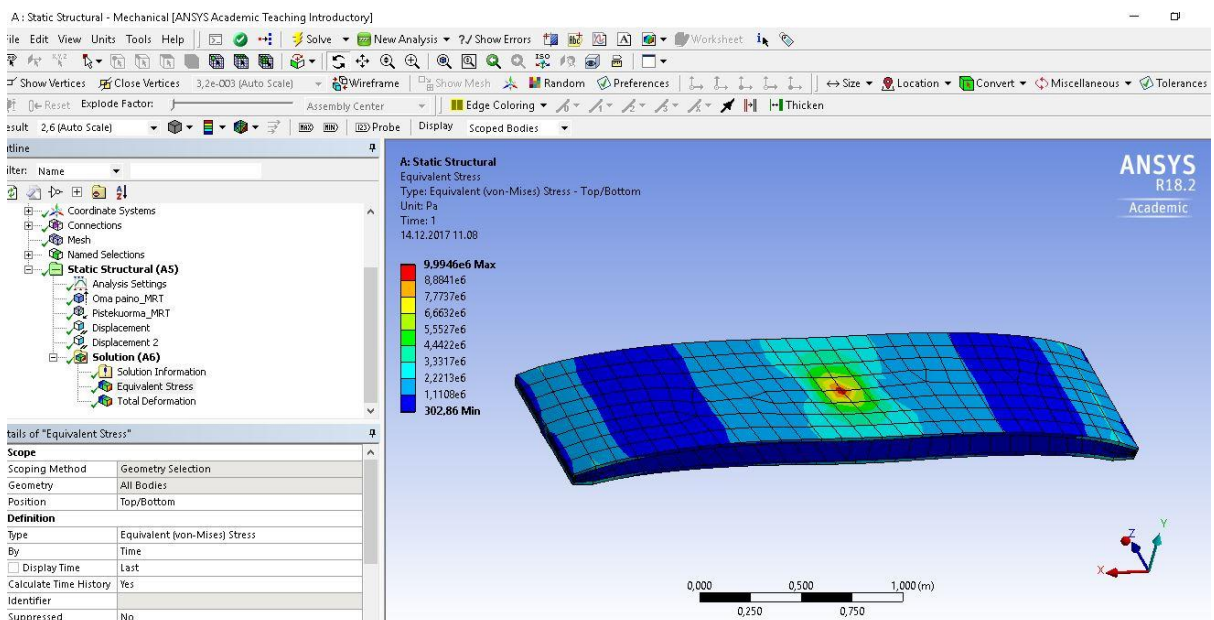 A : Static Structural - Mechanical [ANSYS Academic Teaching Introductory]
File Edit View Units Tools Help Solve New Analysis ?/ Show Errors Worksheet
Show Vertices Close Vertices 3,2e-003 (Auto Scale) Wireframe Show Mesh Random Preferences Size Location Convert Miscellaneous Tolerances
Reset Explode Factor: Assembly Center Edge Coloring Thicken
esult 2,6 (Auto Scale) MAX MIN Probe Display Scoped Bodies
utline
ilter: Name
Coordinate Systems
Connections
Mesh
Named Selections
Static Structural (A5)
Analysis Settings
Oma paino_MRT
Pistekuorma_MRT
Displacement
Displacement 2
Solution (A6)
Solution Information
Equivalent Stress
Total Deformation
tails of "Equivalent Stress"
Scope
Scoping Method Geometry Selection
Geometry All Bodies
Position Top/Bottom
Definition
Type Equivalent (von-Mises) Stress
By Time
Display Time Last
Calculate Time History Yes
Identifier
Suppressed No
A: Static Structural
Equivalent Stress
Type: Equivalent (von-Mises) Stress - Top/Bottom
Unit: Pa
Time: 1
14.12.2017 11.08
9,9946e6 Max
8,8841e6
7,7737e6
6,6632e6
5,5527e6
4,4422e6
3,3317e6
2,2213e6
1,1108e6
302,86 Min
ANSYS
R18.2
Academic
0,000 0,500 1,000 (m)
0,250 0,750
Z Y
X